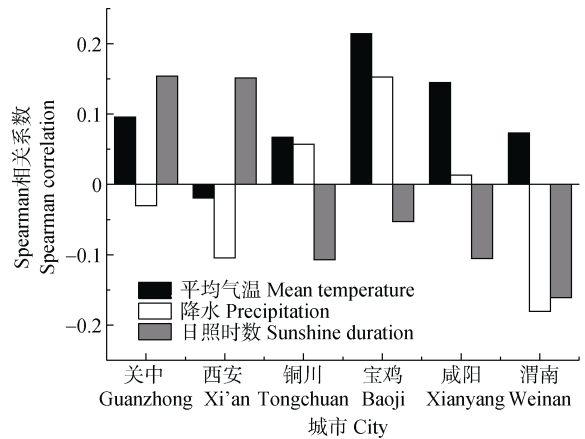 Spearman相关系数
Spearman correlation
0.2
0.1
0
−0.1
−0.2
平均气温 Mean temperature
降水 Precipitation
日照时数 Sunshine duration
关中 西安 铜川 宝鸡 咸阳 渭南
Guanzhong Xi'an Tongchuan Baoji Xianyang Weinan
城市 City